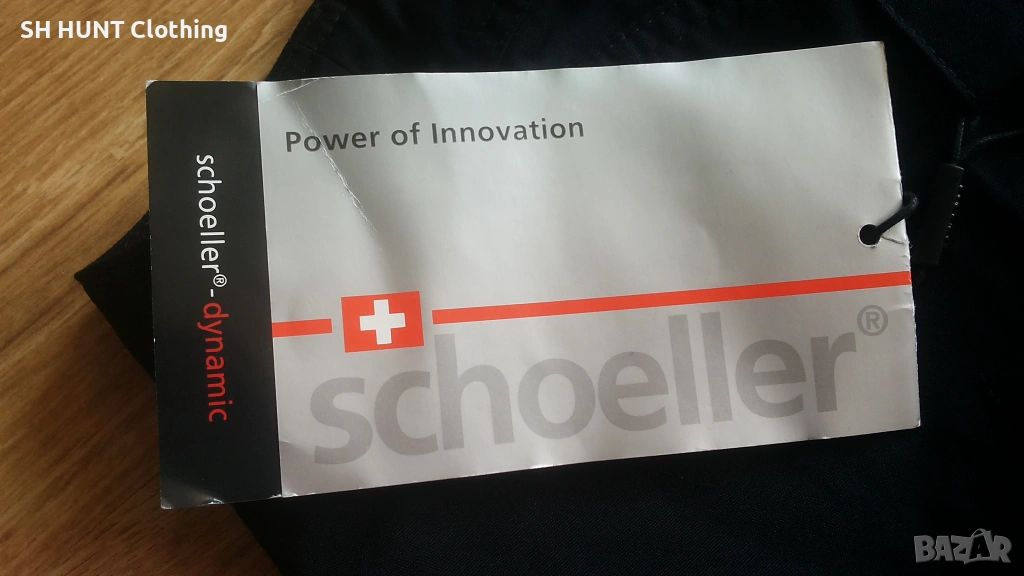 SH HUNT Clothing
Power of Innovation
schoeller®-dynamic
schoeller®
BAZAR